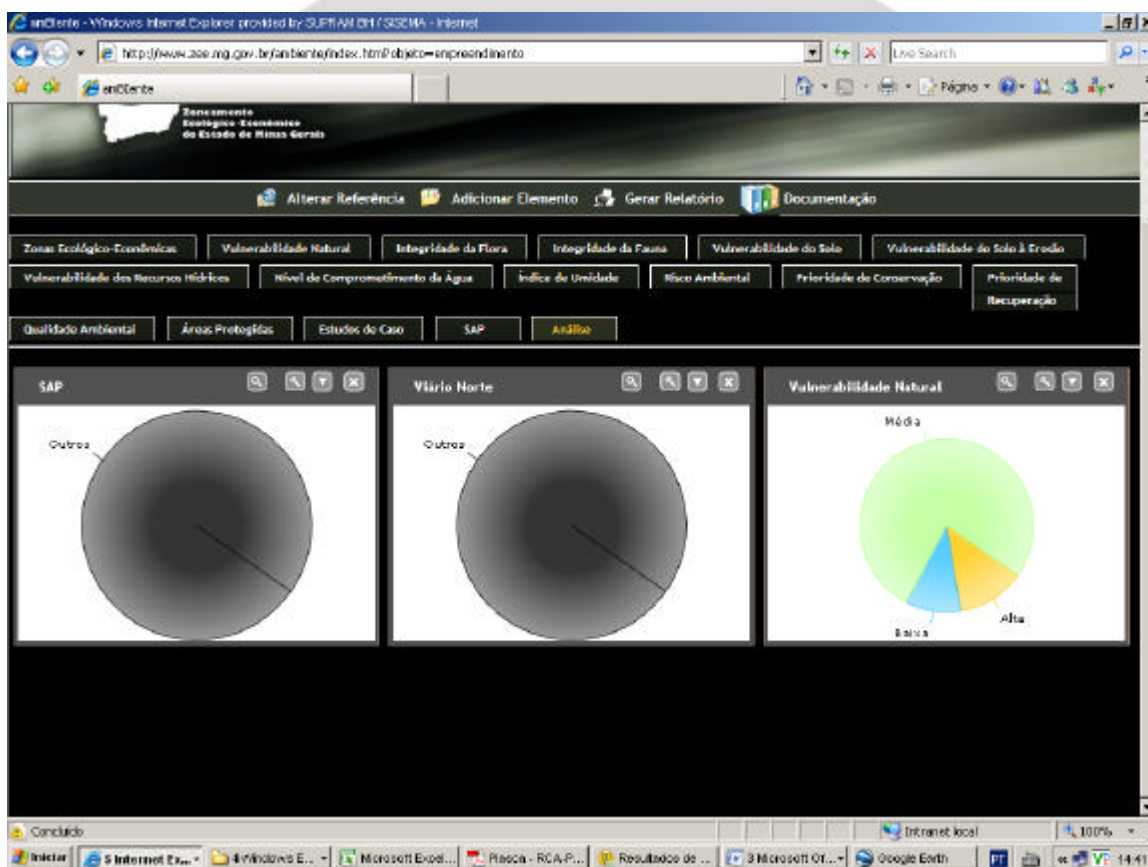 amBiente - Windows Internet Explorer provided by SUPRAM BH / SISEMA - Internet
http://www.zee.mg.gov.br/ambiente/index.htm?objeto=empreendimento
Live Search
amBiente
Página
Zoneamento
Ecológico-Econômico
do Estado de Minas Gerais
Alterar Referência Adicionar Elemento Gerar Relatório Documentação
Zonas Ecológico-Econômicas Vulnerabilidade Natural Integridade da Flora Integridade da Fauna Vulnerabilidade do Solo Vulnerabilidade do Solo à Erosão
Vulnerabilidade dos Recursos Hídricos Nível de Comprometimento da Água Índice de Umidade Risco Ambiental Prioridade de Conservação Prioridade de
Recuperação
Qualidade Ambiental Áreas Protegidas Estudos de Caso SAP Análise
SAP Viário Norte Vulnerabilidade Natural
Outros
Outros
Média
Alta
Baixa
Concluído Intranet local 100%
Iniciar 5 Internet Ex... 4 Windows E... Microsoft Excel... - RCA-P... Resultados de ... 3 Microsoft Of... Google Earth PT